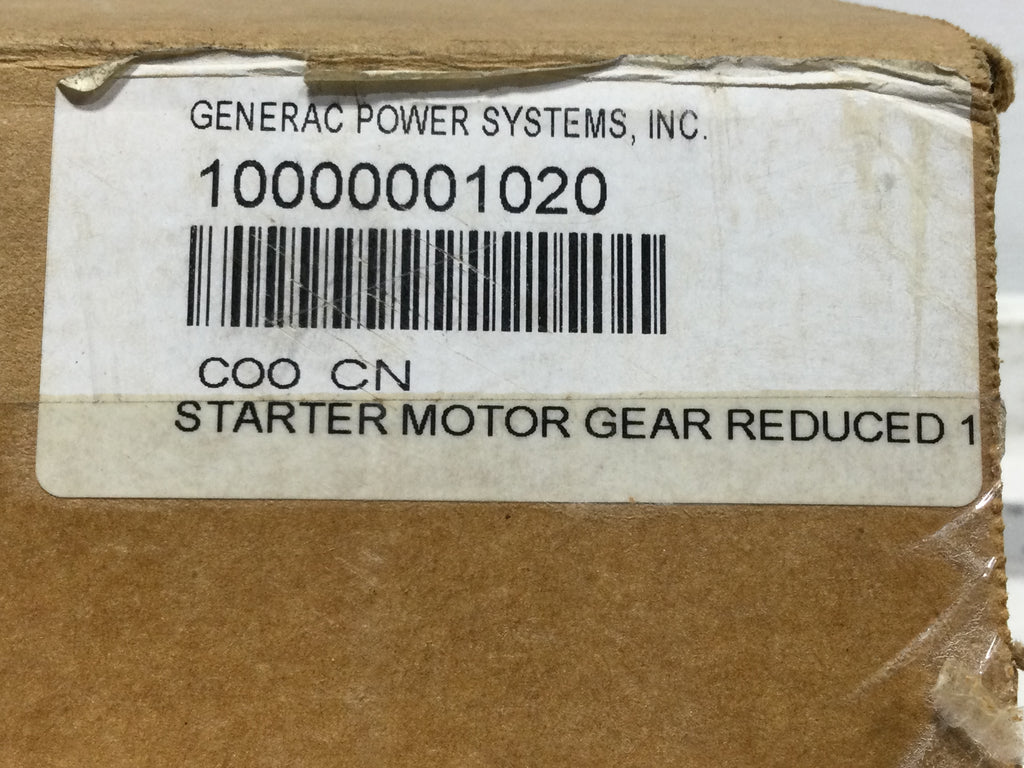 GENERAC POWER SYSTEMS, INC.
10000001020
COO CN
STARTER MOTOR GEAR REDUCED 1